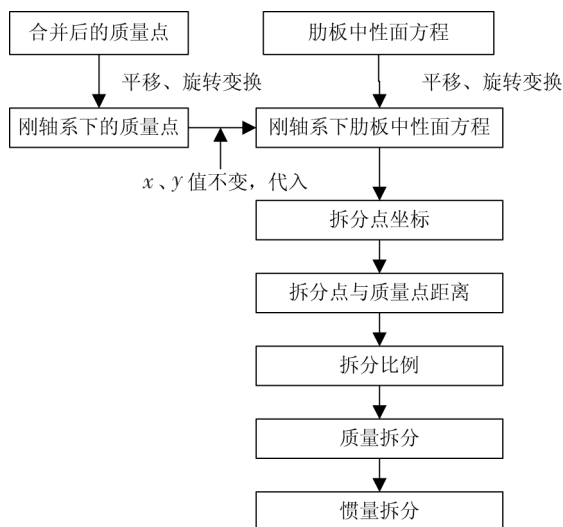 合并后的质量点
肋板中性面方程
平移、旋转变换
平移、旋转变换
刚轴系下的质量点
刚轴系下肋板中性面方程
x、y值不变，代入
拆分点坐标
拆分点与质量点距离
拆分比例
质量拆分
惯量拆分